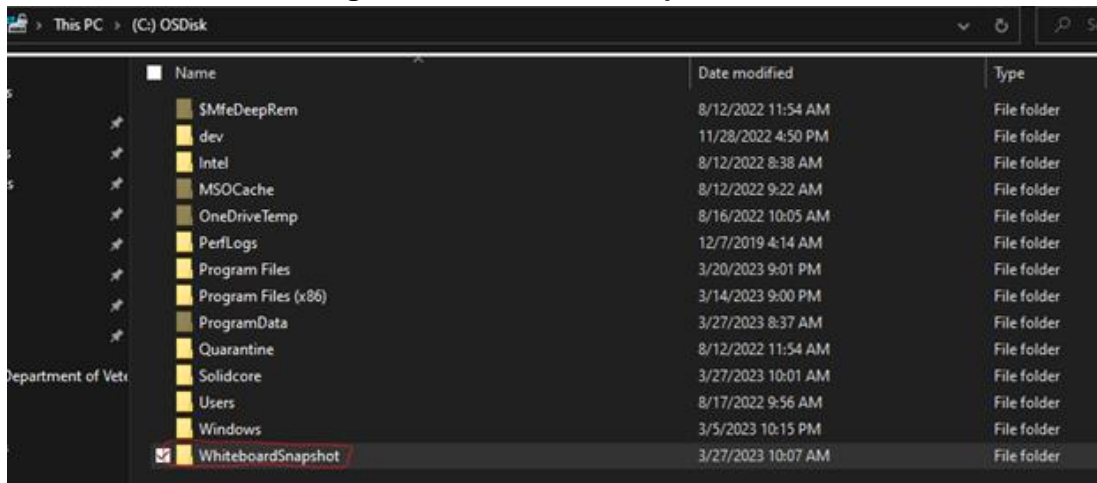 This PC > (C:) OSDisk
Name Date modified Type
$MfeDeepRem 8/12/2022 11:54 AM File folder
dev 11/28/2022 4:50 PM File folder
Intel 8/12/2022 8:38 AM File folder
MSOCache 8/12/2022 9:22 AM File folder
OneDriveTemp 8/16/2022 10:05 AM File folder
PerfLogs 12/7/2019 4:14 AM File folder
Program Files 3/20/2023 9:01 PM File folder
Program Files (x86) 3/14/2023 9:00 PM File folder
ProgramData 3/27/2023 8:37 AM File folder
Quarantine 8/12/2022 11:54 AM File folder
Department of Vete Solidcore 3/27/2023 10:01 AM File folder
Users 8/17/2022 9:56 AM File folder
Windows 3/5/2023 10:15 PM File folder
WhiteboardSnapshot 3/27/2023 10:07 AM File folder